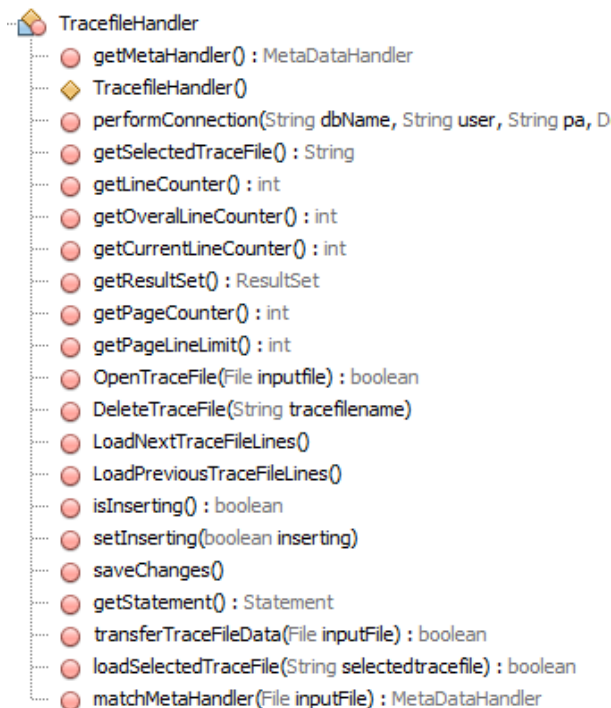 TracefileHandler
getMetaHandler() : MetaDataHandler
TracefileHandler()
performConnection(String dbName, String user, String pa, D
getSelectedTraceFile() : String
getLineCounter() : int
getOveralLineCounter() : int
getCurrentLineCounter() : int
getResultSet() : ResultSet
getPageCounter() : int
getPageLineLimit() : int
OpenTraceFile(File inputfile) : boolean
DeleteTraceFile(String tracefilename)
LoadNextTraceFileLines()
LoadPreviousTraceFileLines()
isInserting() : boolean
setInserting(boolean inserting)
saveChanges()
getStatement() : Statement
transferTraceFileData(File inputFile) : boolean
loadSelectedTraceFile(String selectedtracefile) : boolean
matchMetaHandler(File inputFile) : MetaDataHandler